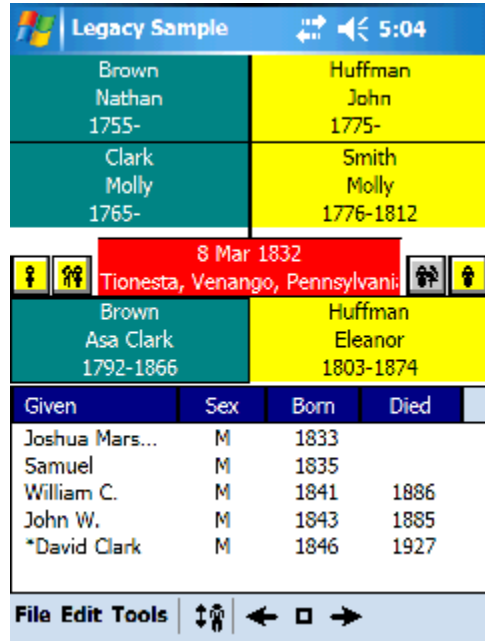 Legacy Sample 5:04
Brown
Nathan
1755-
Huffman
John
1775-
Clark
Molly
1765-
Smith
Molly
1776-1812
8 Mar 1832
Tionesta, Venango, Pennsylvani
Brown
Asa Clark
1792-1866
Huffman
Eleanor
1803-1874
Given Sex Born Died
Joshua Mars... M 1833
Samuel M 1835
William C. M 1841 1886
John W. M 1843 1885
*David Clark M 1846 1927
File Edit Tools